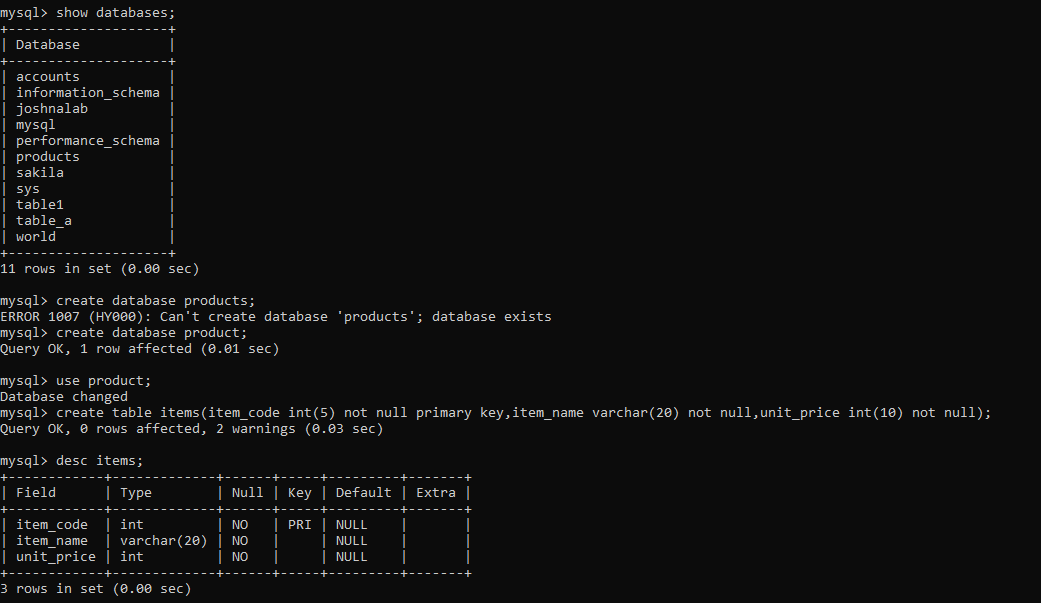 mysql> show databases;
+--------------------+
| Database           |
+--------------------+
| accounts           |
| information_schema |
| joshnalab          |
| mysql              |
| performance_schema |
| products           |
| sakila             |
| sys                |
| table1             |
| table_a            |
| world              |
+--------------------+
11 rows in set (0.00 sec)
mysql> create database products;
ERROR 1007 (HY000): Can't create database 'products'; database exists
mysql> create database product;
Query OK, 1 row affected (0.01 sec)
mysql> use product;
Database changed
mysql> create table items(item_code int(5) not null primary key,item_name varchar(20) not null,unit_price int(10) not null);
Query OK, 0 rows affected, 2 warnings (0.03 sec)
mysql> desc items;
+------------+-------------+------+-----+---------+-------+
| Field      | Type        | Null | Key | Default | Extra |
+------------+-------------+------+-----+---------+-------+
| item_code  | int         | NO   | PRI | NULL    |       |
| item_name  | varchar(20) | NO   |     | NULL    |       |
| unit_price | int         | NO   |     | NULL    |       |
+------------+-------------+------+-----+---------+-------+
3 rows in set (0.00 sec)